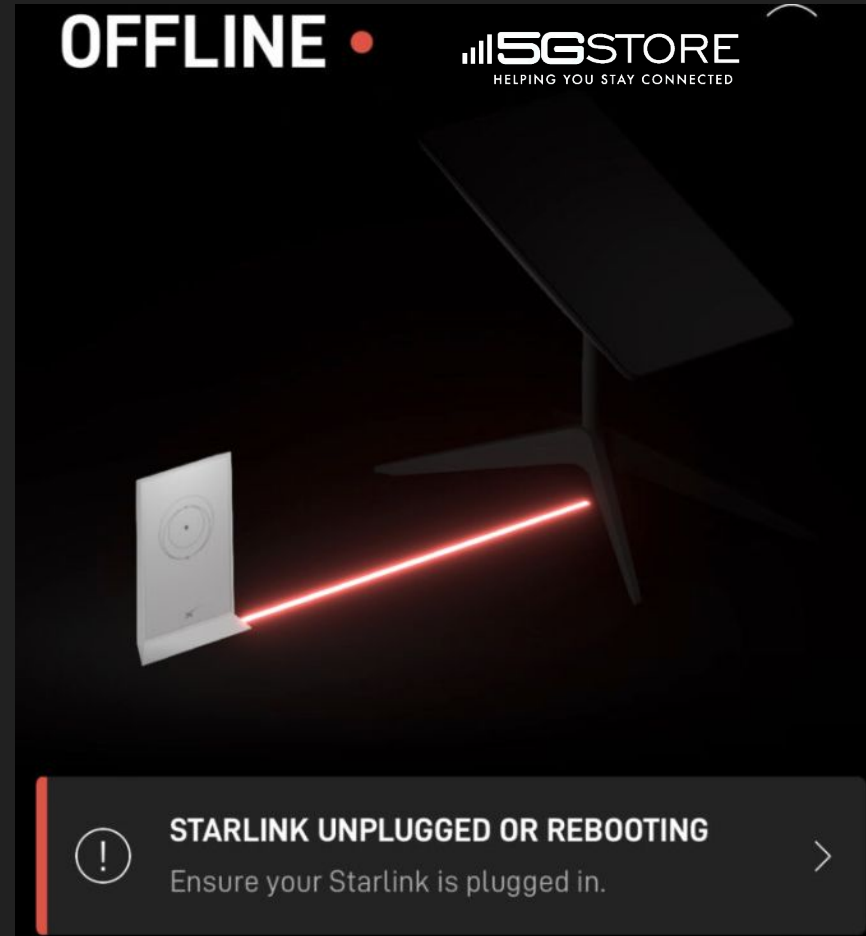 OFFLINE
5GSTORE
HELPING YOU STAY CONNECTED
STARLINK UNPLUGGED OR REBOOTING
Ensure your Starlink is plugged in.